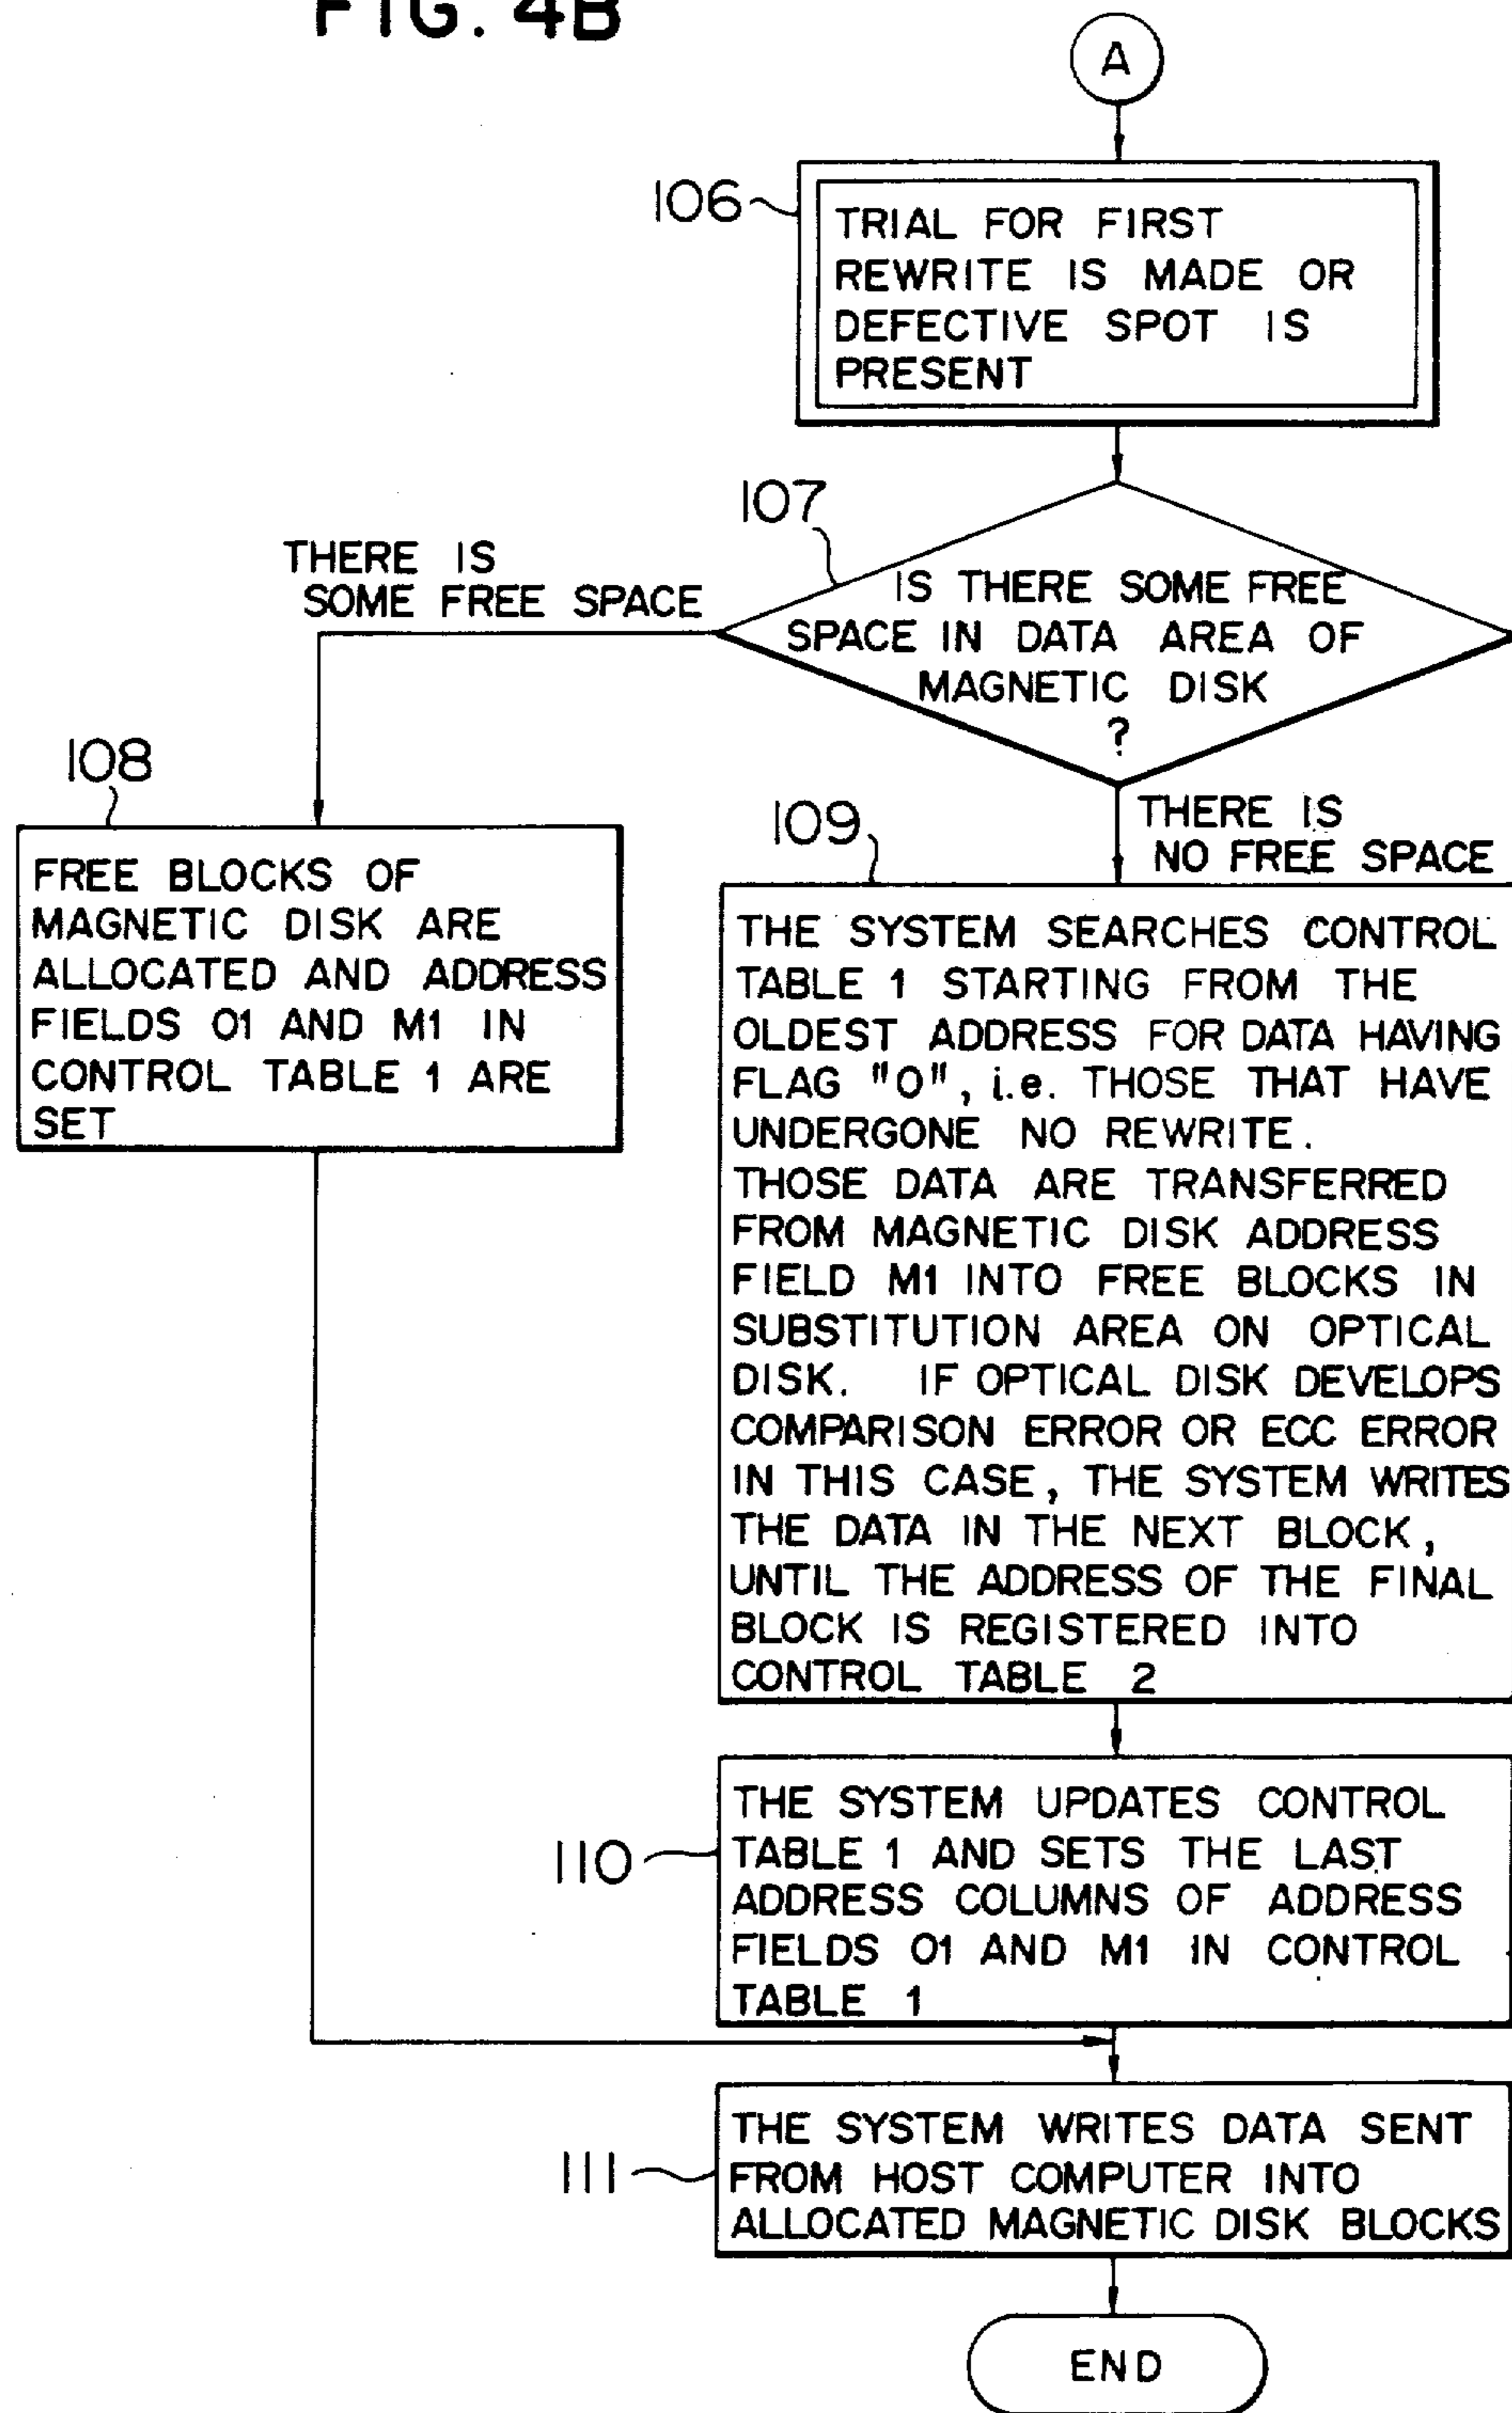 FIG. 4B
A
106
TRIAL FOR FIRST
REWRITE IS MADE OR
DEFECTIVE SPOT IS
PRESENT
107
IS THERE SOME FREE
SPACE IN DATA AREA OF
MAGNETIC DISK
?
THERE IS
SOME FREE SPACE
108
FREE BLOCKS OF
MAGNETIC DISK ARE
ALLOCATED AND ADDRESS
FIELDS O1 AND M1 IN
CONTROL TABLE 1 ARE
SET
THERE IS
NO FREE SPACE
109
THE SYSTEM SEARCHES CONTROL
TABLE 1 STARTING FROM THE
OLDEST ADDRESS FOR DATA HAVING
FLAG "0", i.e. THOSE THAT HAVE
UNDERGONE NO REWRITE.
THOSE DATA ARE TRANSFERRED
FROM MAGNETIC DISK ADDRESS
FIELD M1 INTO FREE BLOCKS IN
SUBSTITUTION AREA ON OPTICAL
DISK. IF OPTICAL DISK DEVELOPS
COMPARISON ERROR OR ECC ERROR
IN THIS CASE, THE SYSTEM WRITES
THE DATA IN THE NEXT BLOCK,
UNTIL THE ADDRESS OF THE FINAL
BLOCK IS REGISTERED INTO
CONTROL TABLE 2
110
THE SYSTEM UPDATES CONTROL
TABLE 1 AND SETS THE LAST
ADDRESS COLUMNS OF ADDRESS
FIELDS O1 AND M1 IN CONTROL
TABLE 1
111
THE SYSTEM WRITES DATA SENT
FROM HOST COMPUTER INTO
ALLOCATED MAGNETIC DISK BLOCKS
END